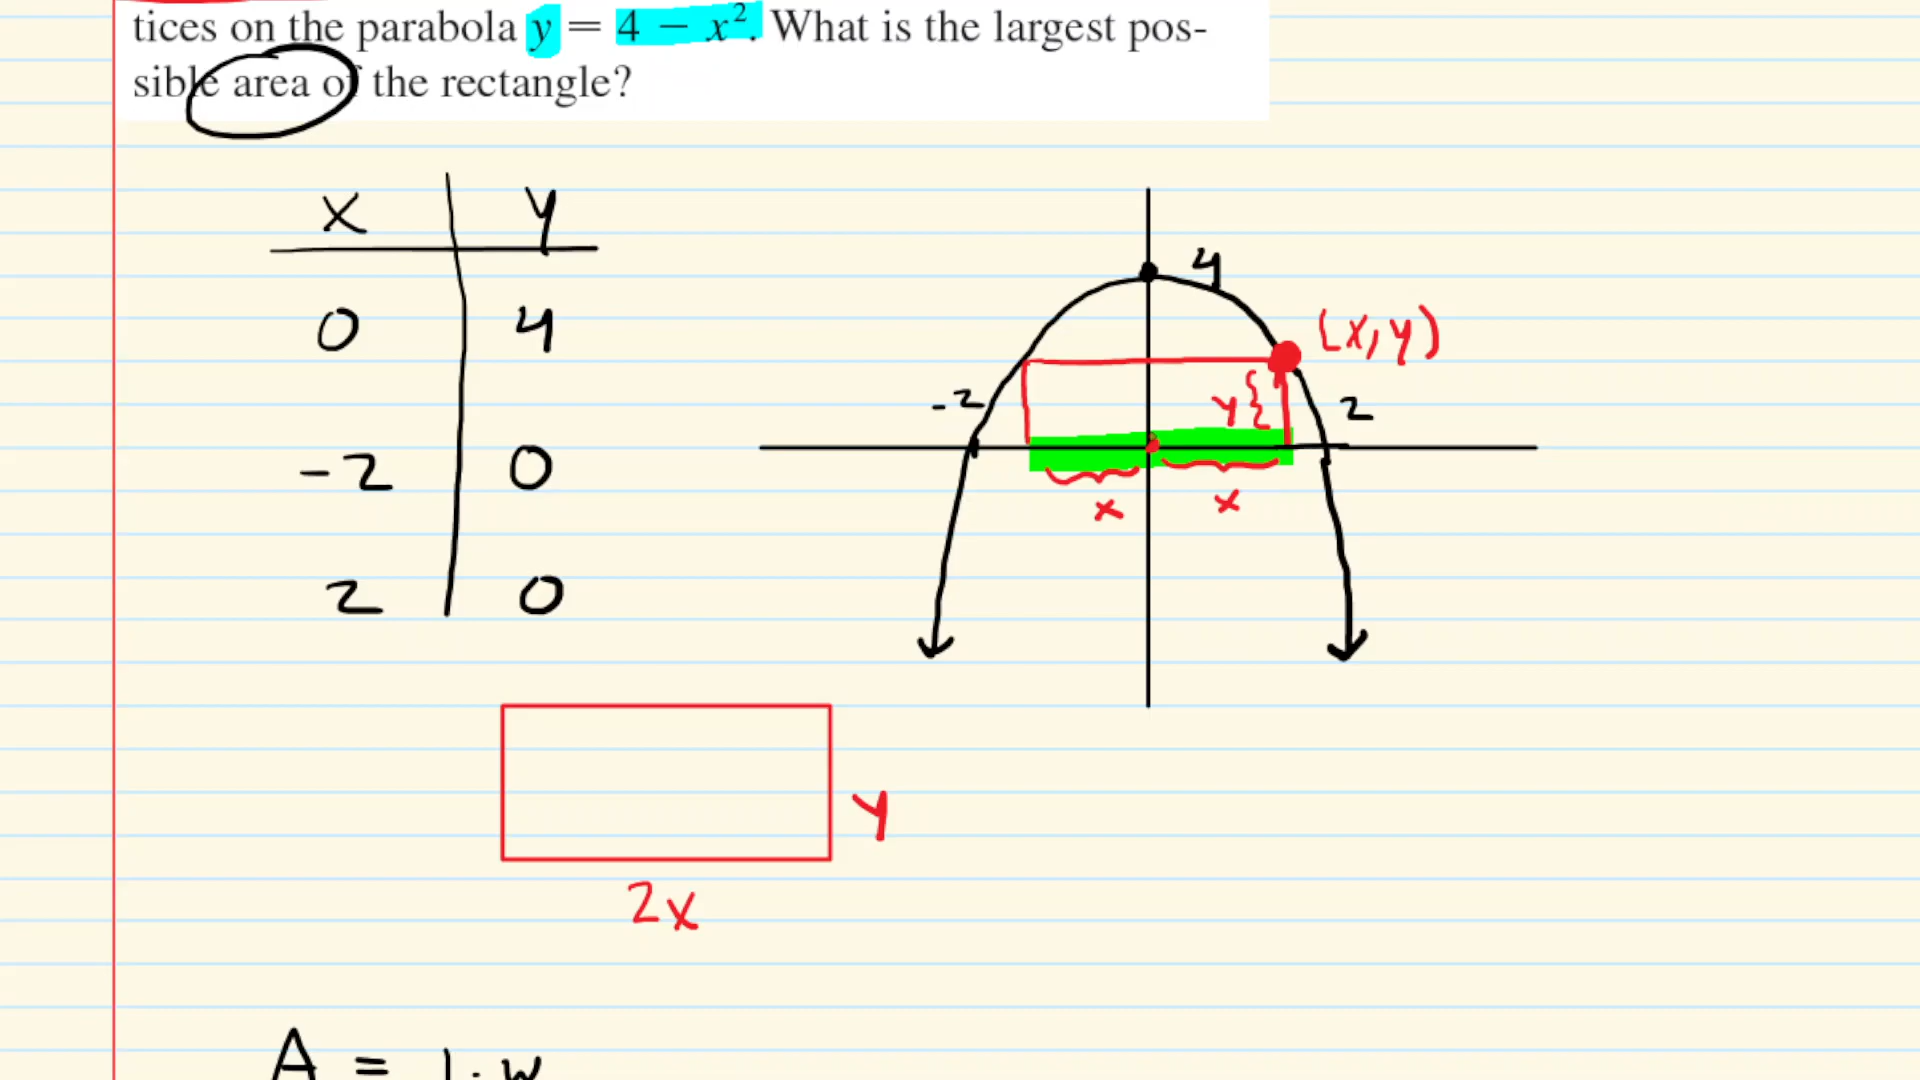 tices on the parabola y = 4 − x². What is the largest pos-
sible area of the rectangle?
x y
0 4
-2 0
2 0
4
(x, y)
-2 y 2
x x
y
2x
A = l · w